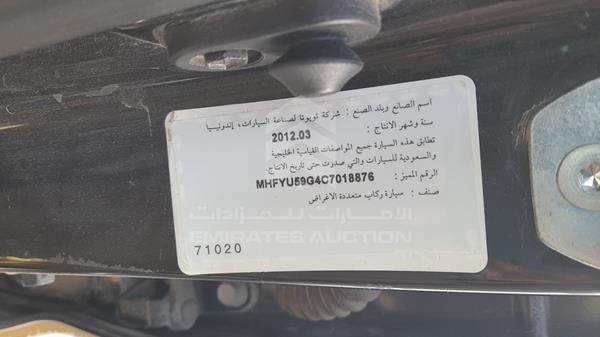 اسم الصانع وبلد الصنع : شركة تويوتا لصناعة السيارات، إندونيسيا
سنة وشهر الانتاج : 2012.03
تطابق هذه السيارة جميع المواصفات القياسية الخليجية
والسعودية للسيارات والتي صدرت حتى تاريخ الانتاج.
الرقم المميز: MHFYU59G4C7018876
صنف : سيارة ركاب متعددة الاغراض
الامارات للمزادات
EMIRATES AUCTION
71020